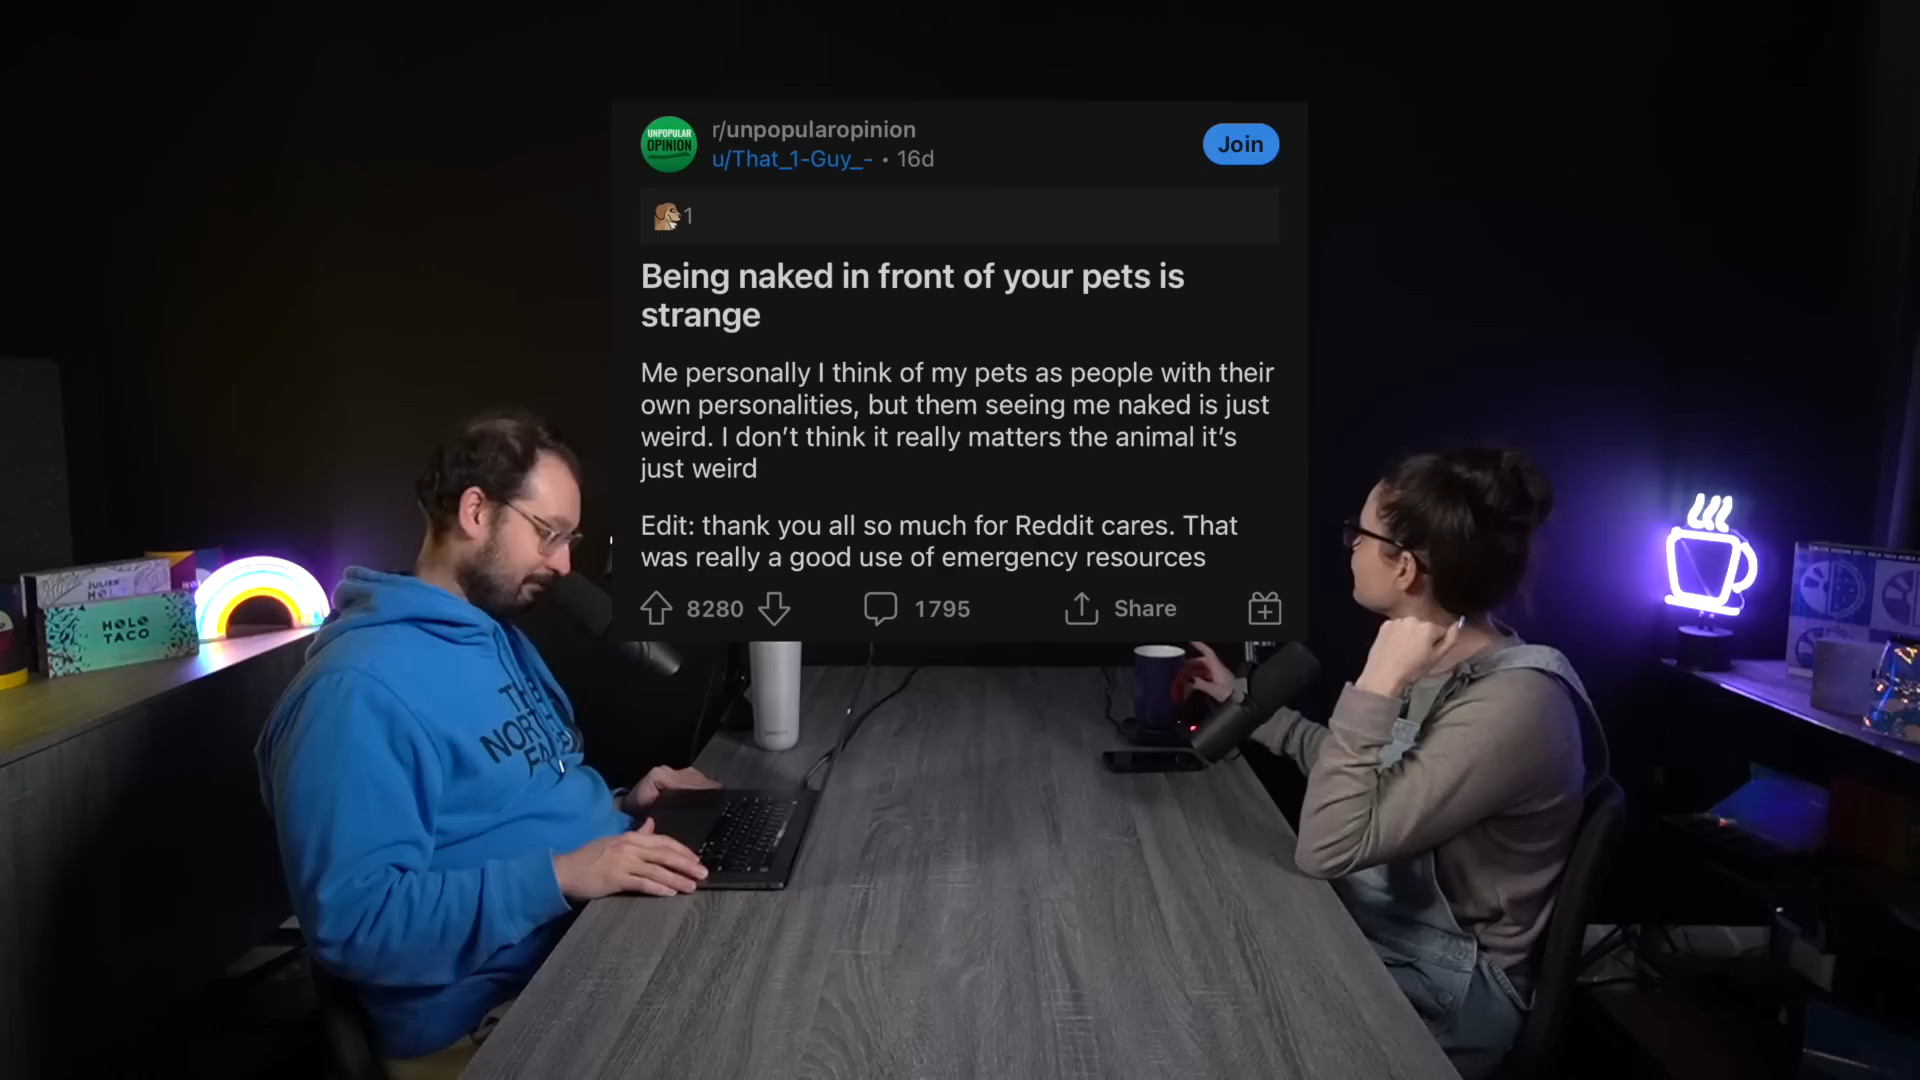 UNPOPULAR
OPINION
r/unpopularopinion
u/That_1-Guy_- • 16d
Join
1
Being naked in front of your pets is
strange
Me personally I think of my pets as people with their
own personalities, but them seeing me naked is just
weird. I don’t think it really matters the animal it’s
just weird
Edit: thank you all so much for Reddit cares. That
was really a good use of emergency resources
8280
1795
Share
JULIEN
HOLO
TACO
THE
NORTH
FACE